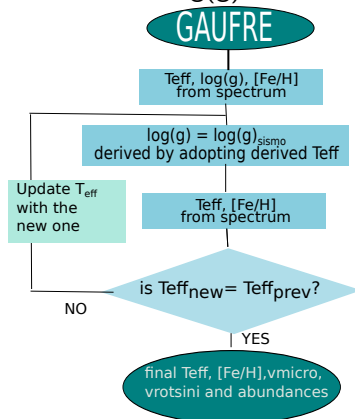 GAUFRE
Teff, log(g), [Fe/H]
from spectrum
log(g) = log(g)sismo
derived by adopting derived Teff
Update Teff
with the
new one
Teff, [Fe/H]
from spectrum
is Teffnew= Teffprev?
NO
YES
final Teff, [Fe/H],vmicro,
vrotsini and abundances